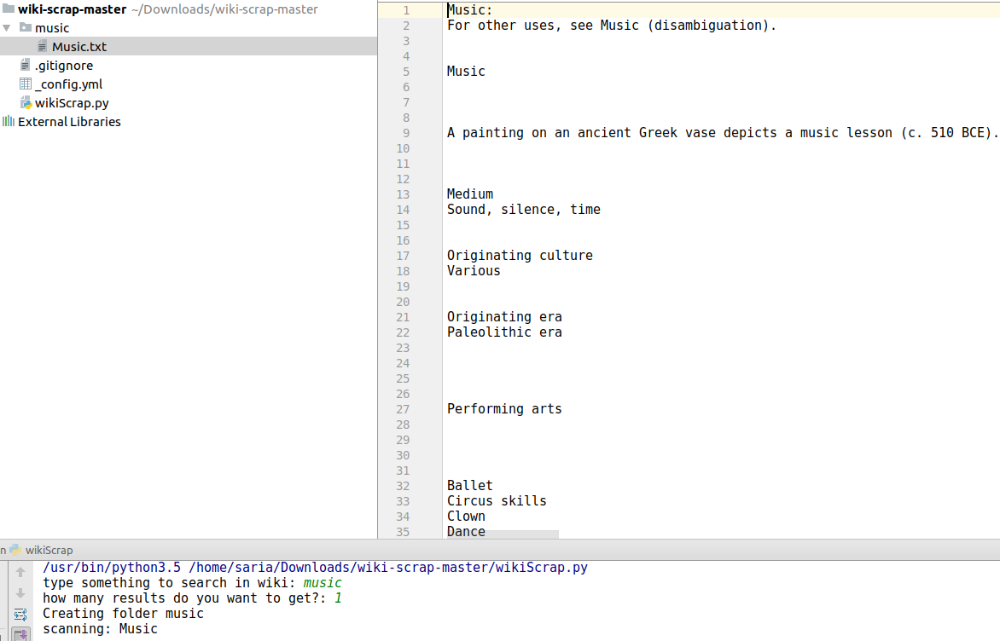 wiki-scrap-master ~/Downloads/wiki-scrap-master
music
Music.txt
.gitignore
_config.yml
wikiScrap.py
External Libraries
1 Music:
2 For other uses, see Music (disambiguation).
3
4
5 Music
6
7
8
9 A painting on an ancient Greek vase depicts a music lesson (c. 510 BCE).
10
11
12
13 Medium
14 Sound, silence, time
15
16
17 Originating culture
18 Various
19
20
21 Originating era
22 Paleolithic era
23
24
25
26
27 Performing arts
28
29
30
31
32 Ballet
33 Circus skills
34 Clown
35 Dance
n wikiScrap
/usr/bin/python3.5 /home/saria/Downloads/wiki-scrap-master/wikiScrap.py
type something to search in wiki: music
how many results do you want to get?: 1
Creating folder music
scanning: Music